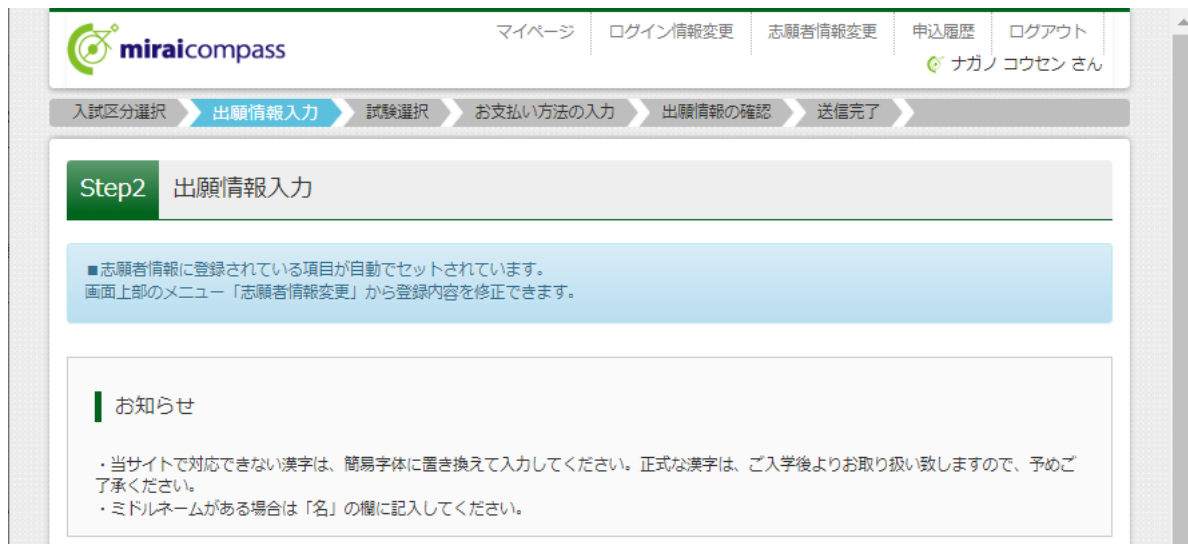 miraicompass
マイページ ログイン情報変更 志願者情報変更 申込履歴 ログアウト
ナガノ コウセン さん
入試区分選択 出願情報入力 試験選択 お支払い方法の入力 出願情報の確認 送信完了
Step2 出願情報入力
■志願者情報に登録されている項目が自動でセットされています。
画面上部のメニュー「志願者情報変更」から登録内容を修正できます。
お知らせ
・当サイトで対応できない漢字は、簡易字体に置き換えて入力してください。正式な漢字は、ご入学後よりお取り扱い致しますので、予めご
了承ください。
・ミドルネームがある場合は「名」の欄に記入してください。